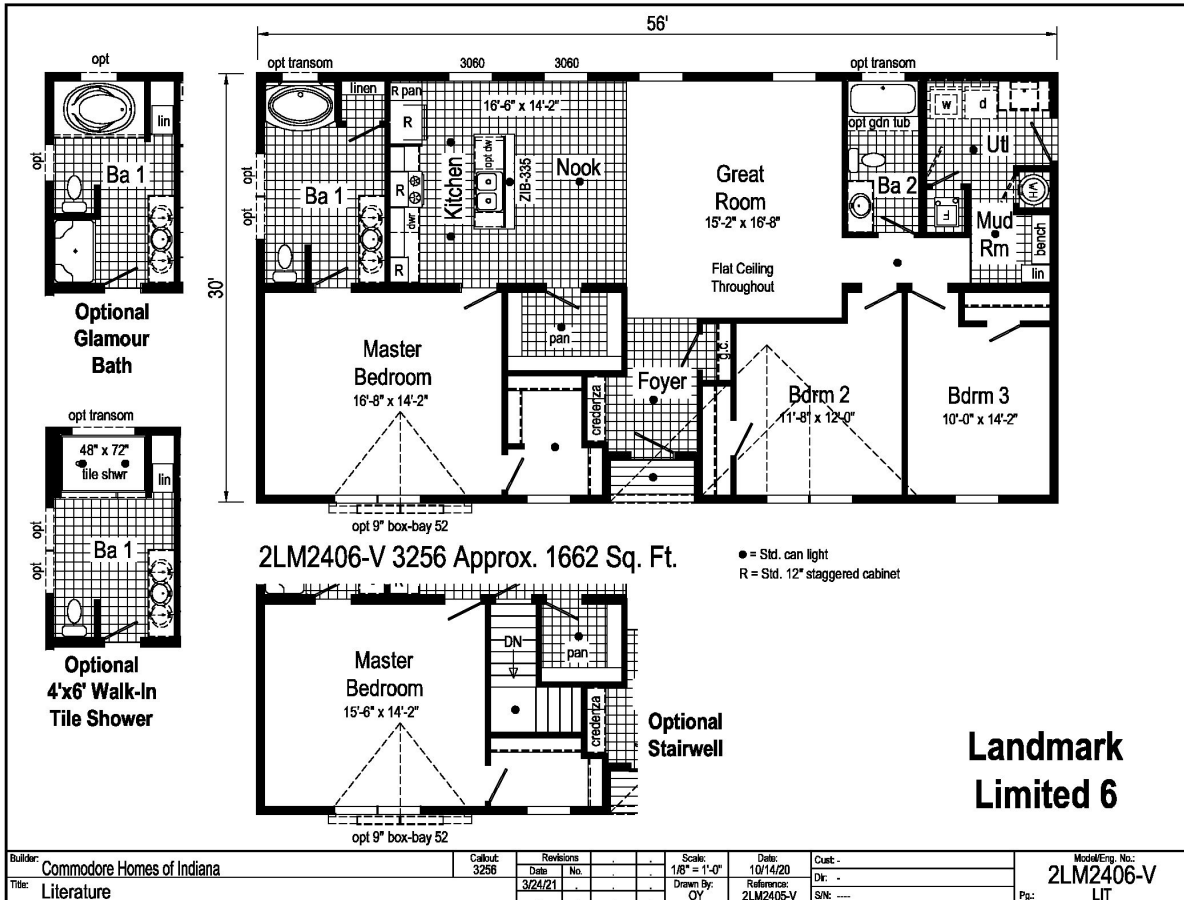 56'
opt
opt transom
3060
3060
opt transom
lin
opt
Ba 1
Optional
Glamour
Bath
30'
linen
R pan
R
16'-6" x 14'-2"
opt
opt
Ba 1
R
dwr
R
Kitchen
opt dw
ZIB-335
Nook
Great
Room
15'-2" x 16'-8"
Flat Ceiling
Throughout
opt gdn tub
Ba 2
w
d
Utl
WH
Mud
Rm
bench
lin
pan
Master
Bedroom
16'-8" x 14'-2"
Foyer
credenza
g.c.
Bdrm 2
11'-8" x 12'-0"
Bdrm 3
10'-0" x 14'-2"
opt 9" box-bay 52
opt transom
48" x 72"
tile shwr
lin
opt
opt
Ba 1
Optional
4'x6' Walk-In
Tile Shower
2LM2406-V 3256 Approx. 1662 Sq. Ft.
● = Std. can light
R = Std. 12" staggered cabinet
DN
pan
Master
Bedroom
15'-6" x 14'-2"
credenza
Optional
Stairwell
opt 9" box-bay 52
Landmark
Limited 6
Builder: Commodore Homes of Indiana
Title: Literature
Callout:
3256
Revisions
Date No.
3/24/21
Scale:
1/8" = 1'-0"
Drawn By:
OY
Date:
10/14/20
Reference:
2LM2405-V
Cust: -
Dlr: -
S/N: ----
Model/Eng. No.:
2LM2406-V
Pg.: LIT